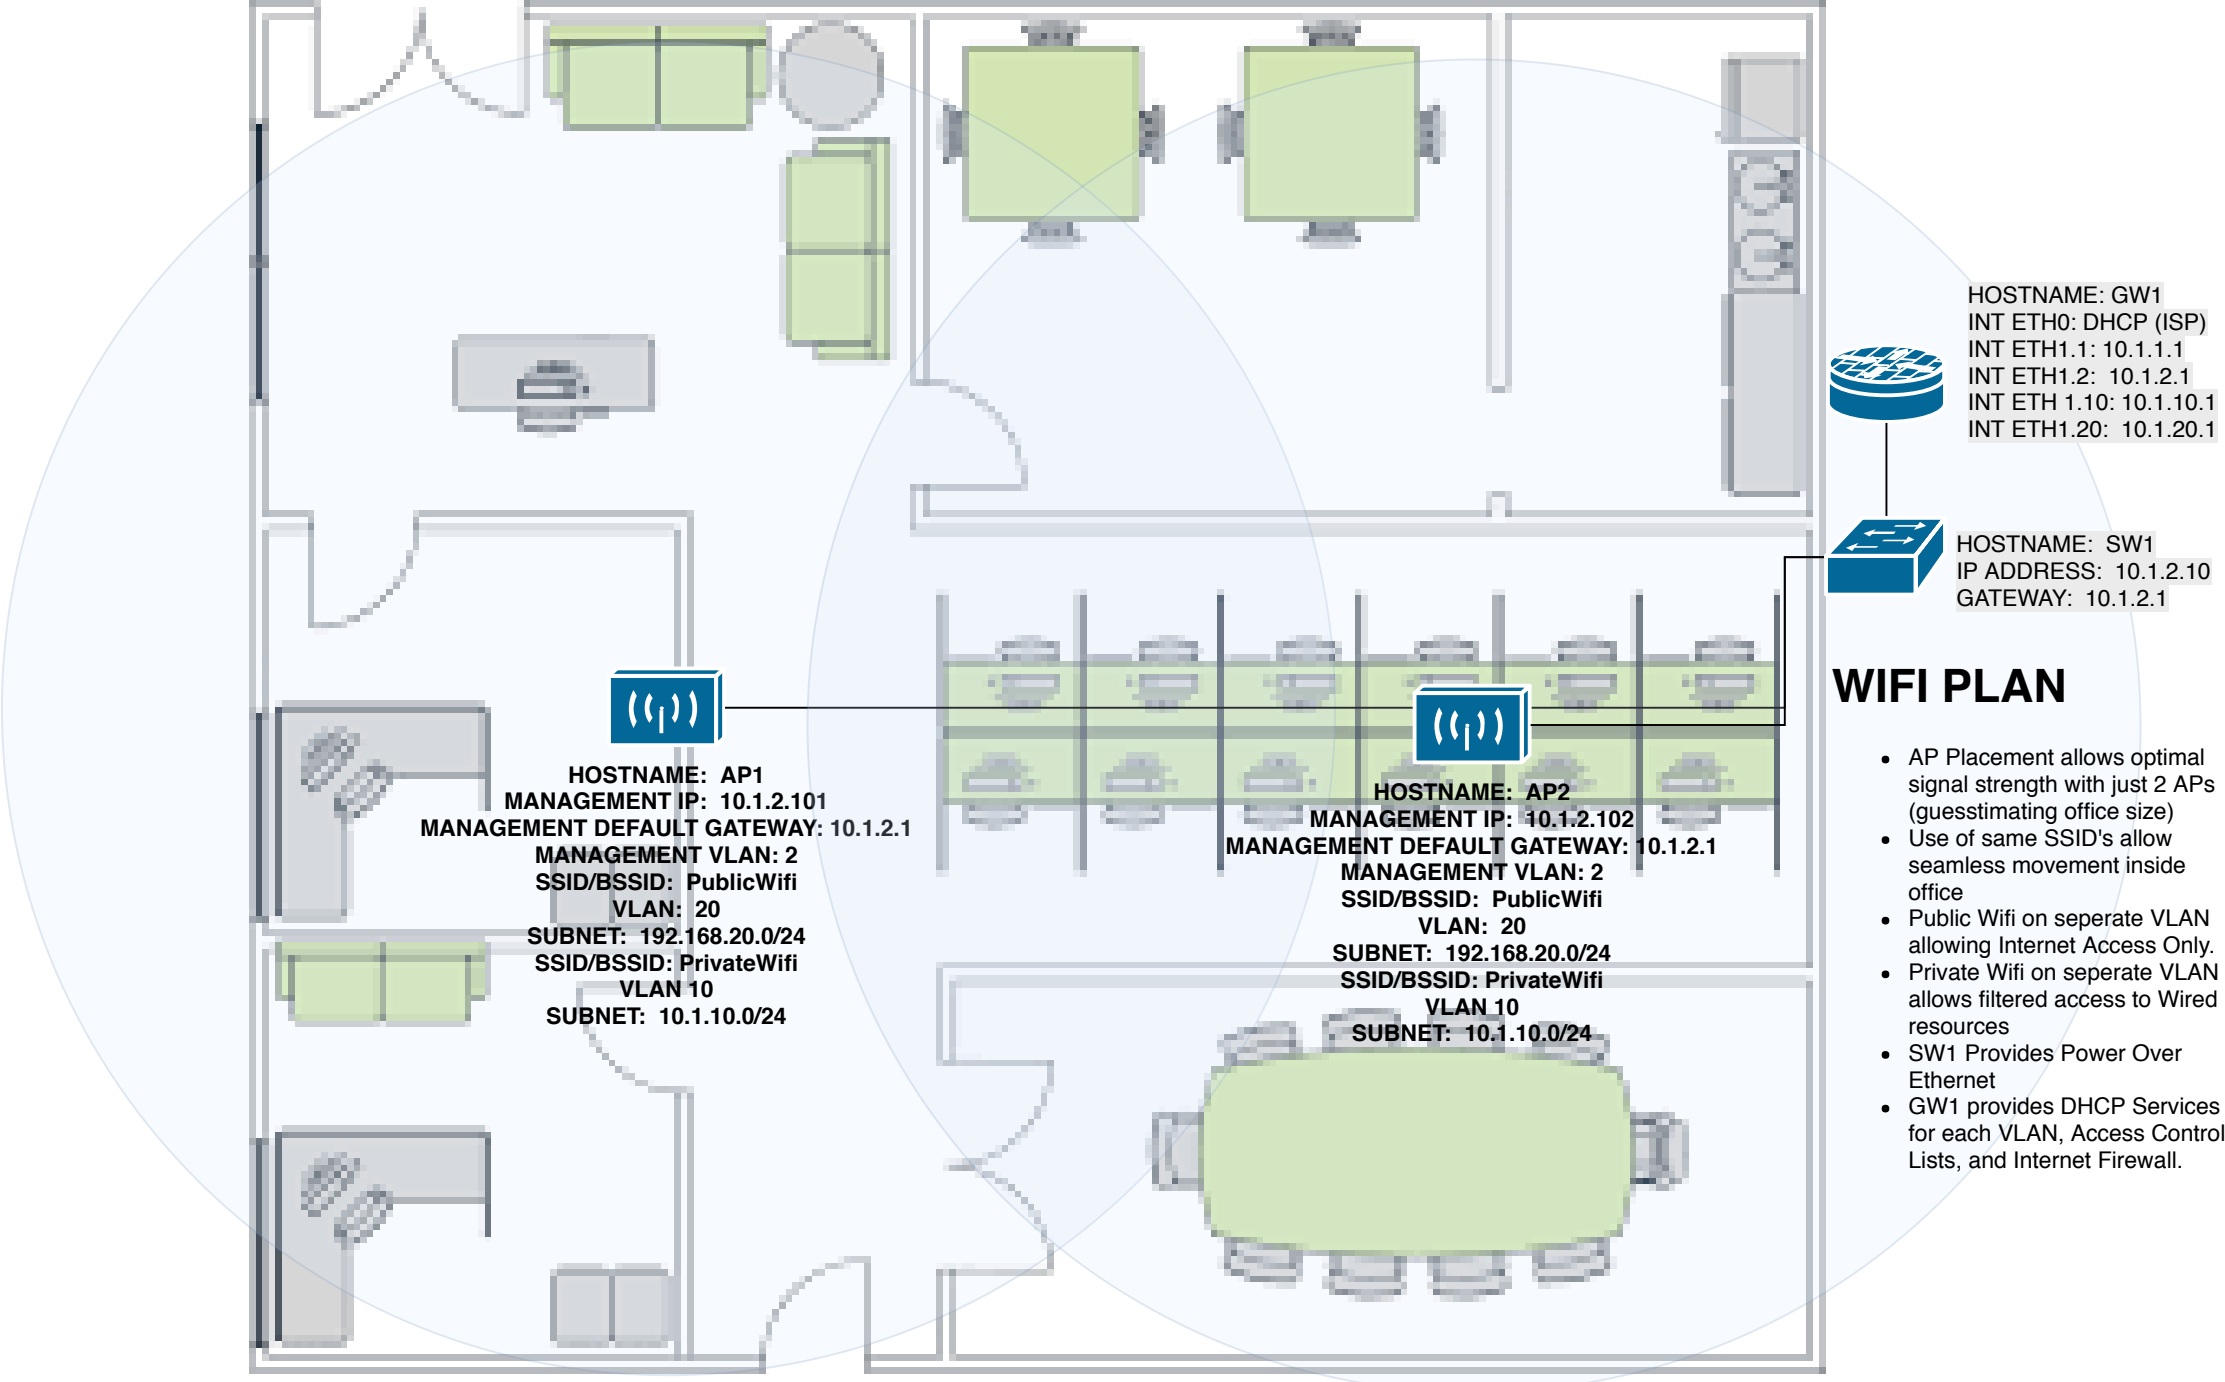 HOSTNAME: GW1
INT ETH0: DHCP (ISP)
INT ETH1.1: 10.1.1.1
INT ETH1.2:  10.1.2.1
INT ETH 1.10: 10.1.10.1
INT ETH1.20:  10.1.20.1
HOSTNAME:  SW1
IP ADDRESS:  10.1.2.10
GATEWAY:  10.1.2.1
HOSTNAME:  AP1
MANAGEMENT IP:  10.1.2.101
MANAGEMENT DEFAULT GATEWAY: 10.1.2.1
MANAGEMENT VLAN: 2
SSID/BSSID:  PublicWifi
VLAN:  20
SUBNET:  192.168.20.0/24
SSID/BSSID: PrivateWifi
VLAN 10
SUBNET:  10.1.10.0/24
HOSTNAME:  AP2
MANAGEMENT IP:  10.1.2.102
MANAGEMENT DEFAULT GATEWAY: 10.1.2.1
MANAGEMENT VLAN: 2
SSID/BSSID:  PublicWifi
VLAN:  20
SUBNET:  192.168.20.0/24
SSID/BSSID: PrivateWifi
VLAN 10
SUBNET:  10.1.10.0/24
WIFI PLAN
• AP Placement allows optimal
signal strength with just 2 APs
(guesstimating office size)
• Use of same SSID's allow
seamless movement inside
office
• Public Wifi on seperate VLAN
allowing Internet Access Only.
• Private Wifi on seperate VLAN
allows filtered access to Wired
resources
• SW1 Provides Power Over
Ethernet
• GW1 provides DHCP Services
for each VLAN, Access Control
Lists, and Internet Firewall.